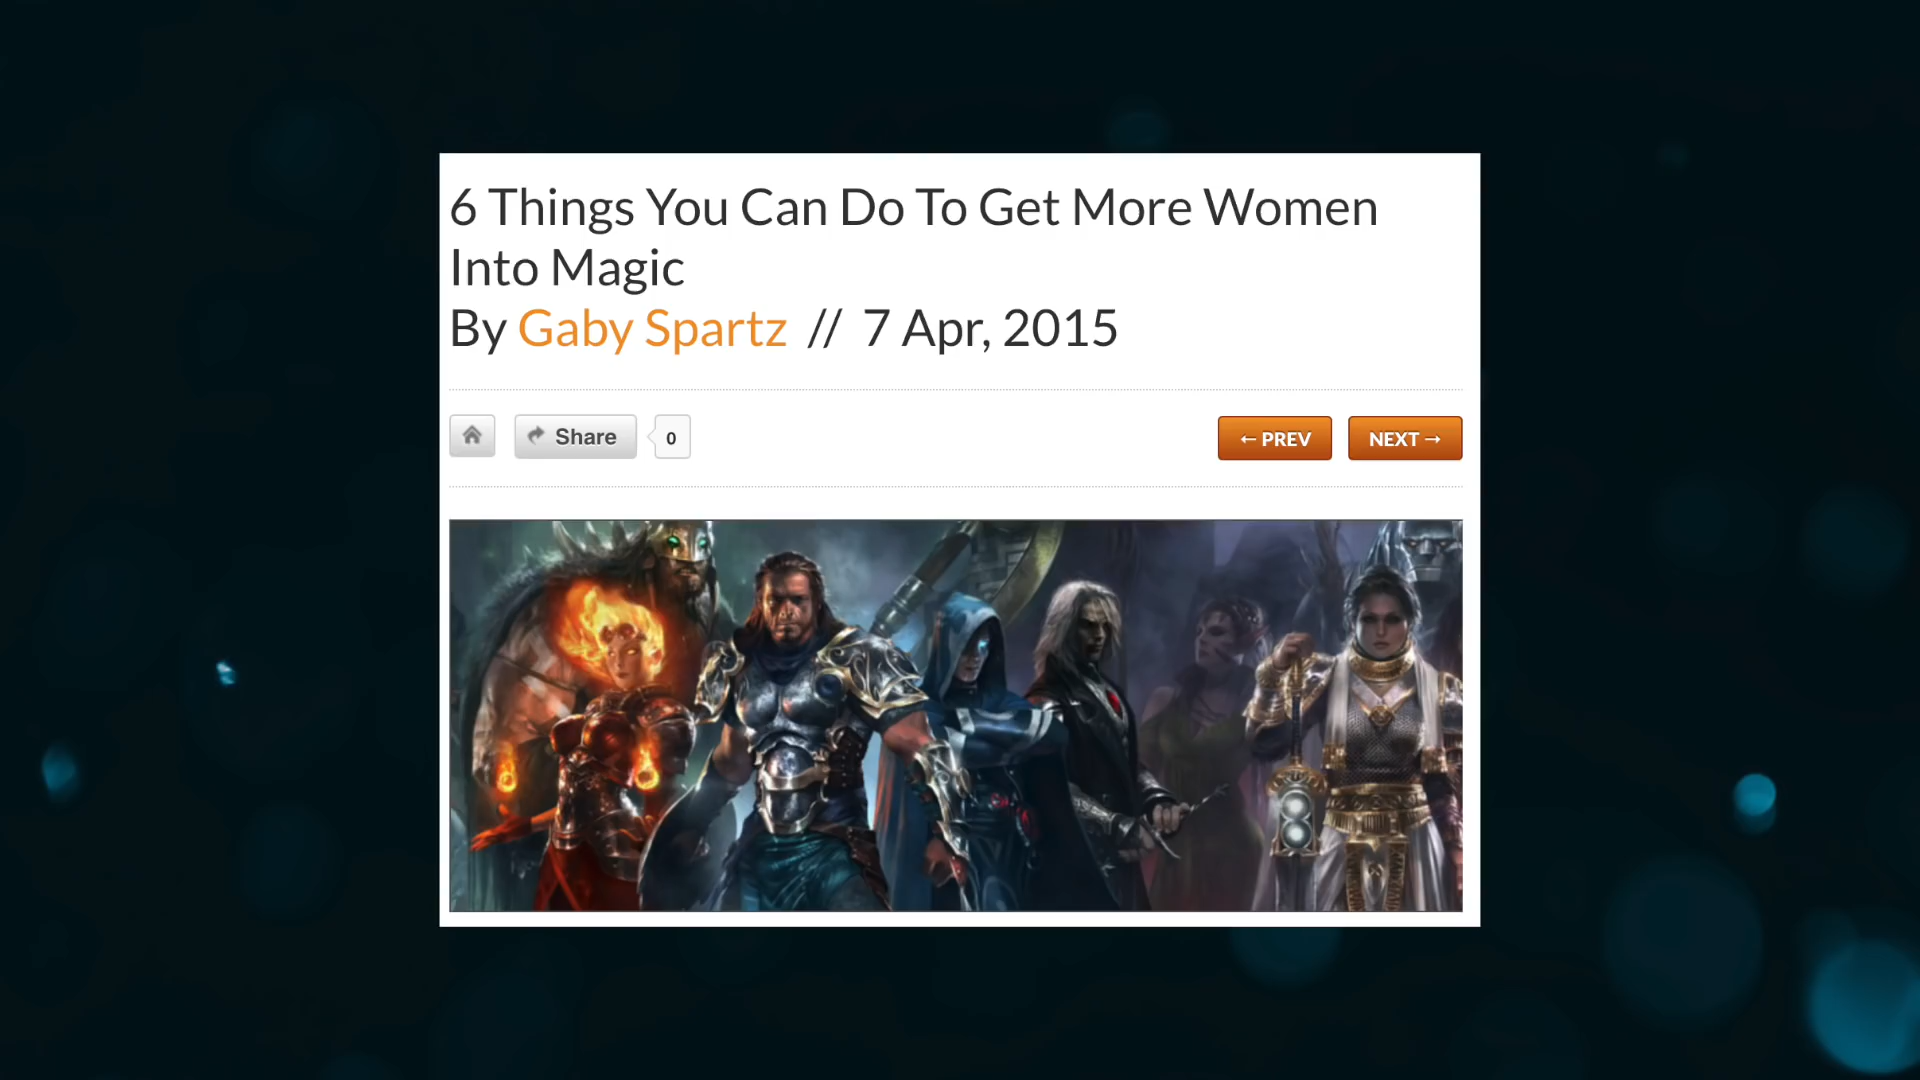 6 Things You Can Do To Get More Women
Into Magic
By Gaby Spartz // 7 Apr, 2015
Share 0 ← PREV NEXT →